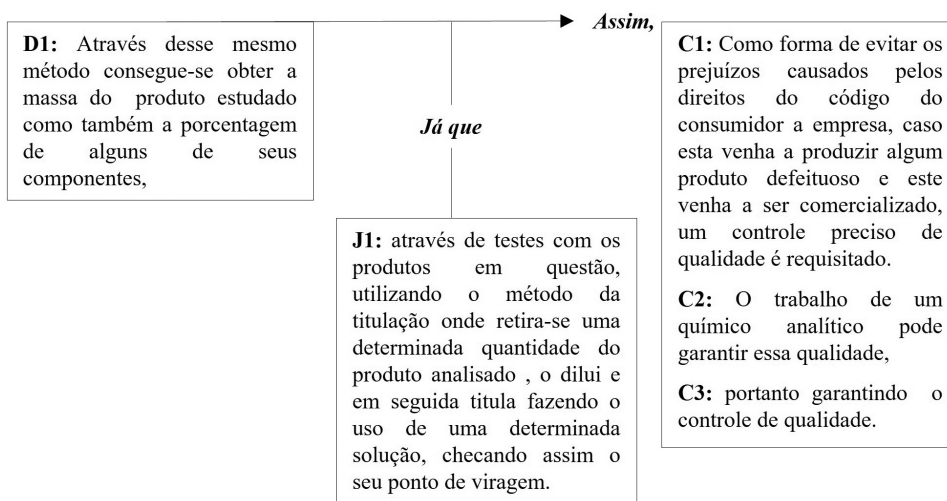 Assim,
D1: Através desse mesmo
método consegue-se obter a
massa do produto estudado
como também a porcentagem
de alguns de seus
componentes,
Já que
J1: através de testes com os
produtos em questão,
utilizando o método da
titulação onde retira-se uma
determinada quantidade do
produto analisado , o dilui e
em seguida titula fazendo o
uso de uma determinada
solução, checando assim o
seu ponto de viragem.
C1: Como forma de evitar os
prejuízos causados pelos
direitos do código do
consumidor a empresa, caso
esta venha a produzir algum
produto defeituoso e este
venha a ser comercializado,
um controle preciso de
qualidade é requisitado.
C2: O trabalho de um
químico analítico pode
garantir essa qualidade,
C3: portanto garantindo o
controle de qualidade.